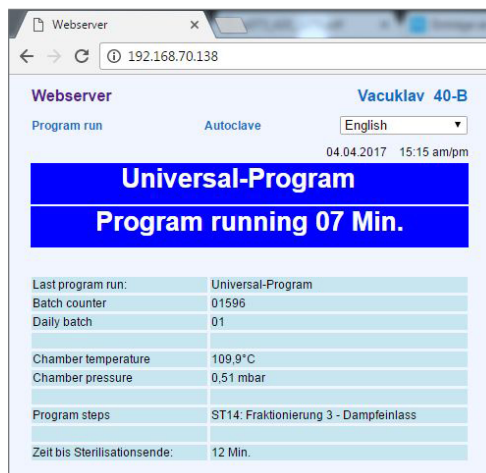 Webserver
192.168.70.138
Webserver Vacuklav 40-B
Program run Autoclave English
04.04.2017 15:15 am/pm
Universal-Program
Program running 07 Min.
Last program run: Universal-Program
Batch counter 01596
Daily batch 01
Chamber temperature 109,9°C
Chamber pressure 0,51 mbar
Program steps ST14: Fraktionierung 3 - Dampfeinlass
Zeit bis Sterilisationsende: 12 Min.